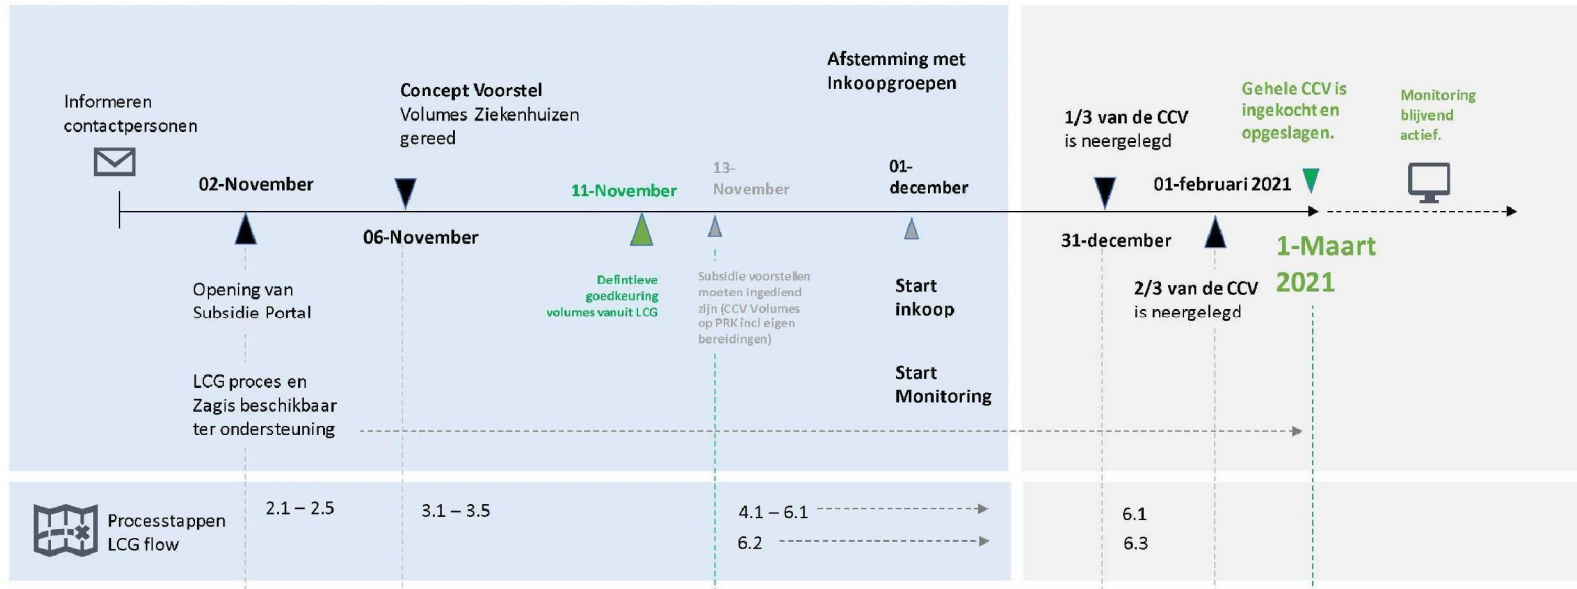 Informeren
contactpersonen
Concept Voorstel
Volumes Ziekenhuizen
gereed
Afstemming met
Inkoopgroepen
1/3 van de CCV
is neergelegd
Gehele CCV is
ingekocht en
opgeslagen.
Monitoring
blijvend
actief.
02-November
06-November
11-November
13-
November
01-
december
31-december
01-februari 2021
1-Maart
2021
Opening van
Subsidie Portal
Defintieve
goedkeuring
volumes vanuit LCG
Subsidie voorstellen
moeten ingediend
zijn (CCV Volumes
op PRK incl eigen
bereidingen)
Start
inkoop
2/3 van de CCV
is neergelegd
LCG proces en
Zagis beschikbaar
ter ondersteuning
Start
Monitoring
Processtappen
LCG flow
2.1 – 2.5
3.1 – 3.5
4.1 – 6.1
6.2
6.1
6.3